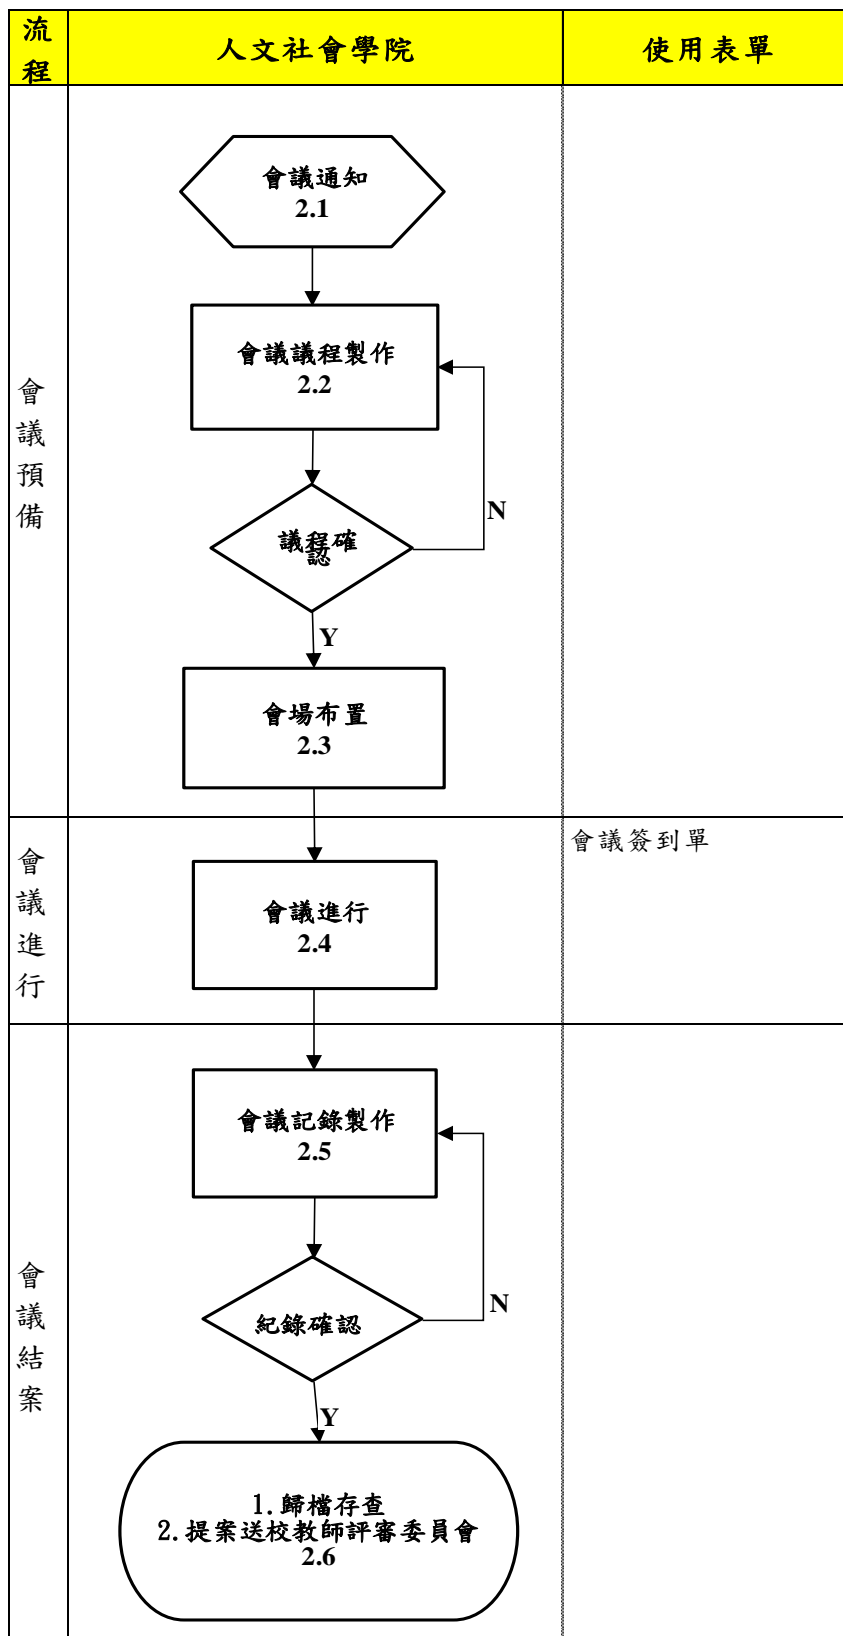 流程
人文社會學院
使用表單
會議預備
會議通知
2.1
會議議程製作
2.2
議程確
認
N
Y
會場布置
2.3
會議進行
會議簽到單
會議進行
2.4
會議結案
會議記錄製作
2.5
紀錄確認
N
Y
1.歸檔存查
2.提案送校教師評審委員會
2.6